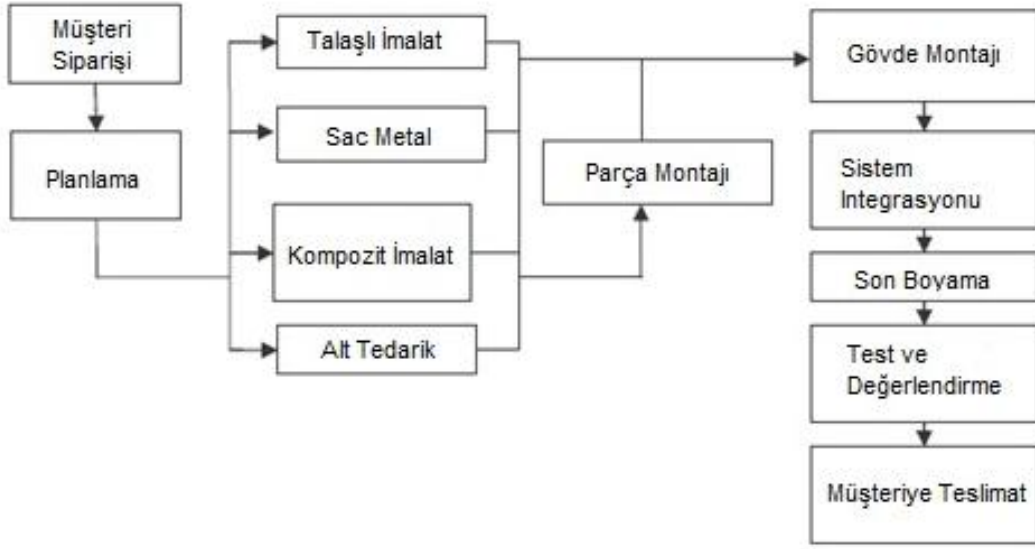 Müşteri
Siparişi
Planlama
Talaşlı İmalat
Sac Metal
Kompozit İmalat
Alt Tedarik
Parça Montajı
Gövde Montajı
Sistem
Integrasyonu
Son Boyama
Test ve
Değerlendirme
Müşteriye Teslimat